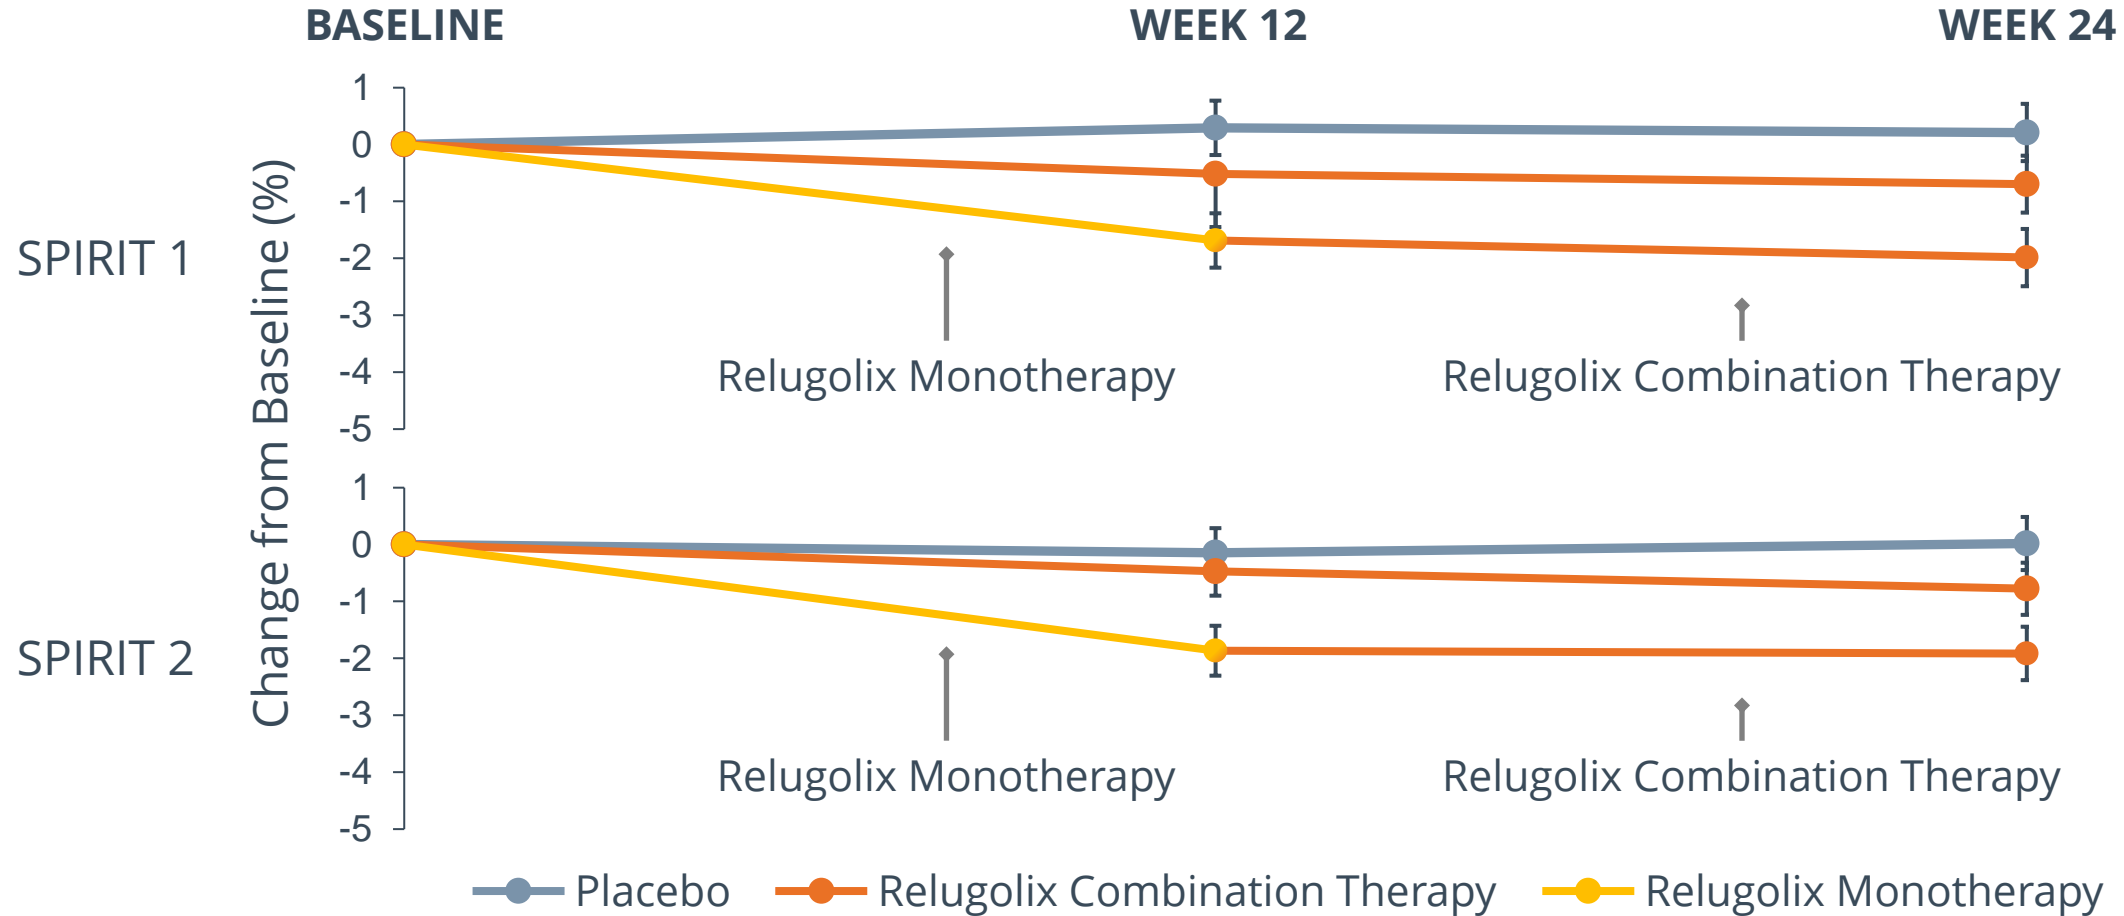 BASELINE WEEK 12 WEEK 24
SPIRIT 1
Change from Baseline (%)
1
0
-1
-2
-3
-4
-5
Relugolix Monotherapy
Relugolix Combination Therapy
SPIRIT 2
1
0
-1
-2
-3
-4
-5
Relugolix Monotherapy
Relugolix Combination Therapy
Placebo Relugolix Combination Therapy Relugolix Monotherapy